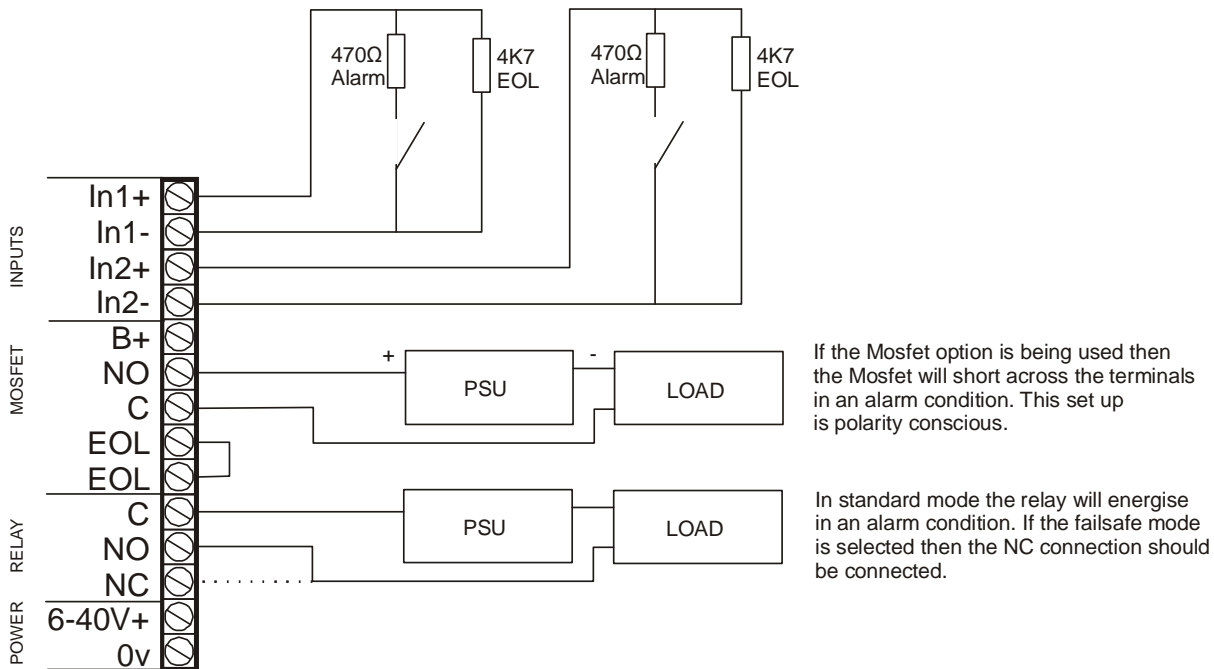 470Ω
Alarm
4K7
EOL
470Ω
Alarm
4K7
EOL
INPUTS
In1+
In1-
In2+
In2-
MOSFET
B+
NO
C
EOL
EOL
+
PSU
-
LOAD
If the Mosfet option is being used then
the Mosfet will short across the terminals
in an alarm condition. This set up
is polarity conscious.
RELAY
C
NO
NC
PSU
LOAD
In standard mode the relay will energise
in an alarm condition. If the failsafe mode
is selected then the NC connection should
be connected.
POWER
6-40V+
0v